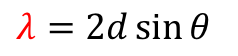 λ = 2d sin θ